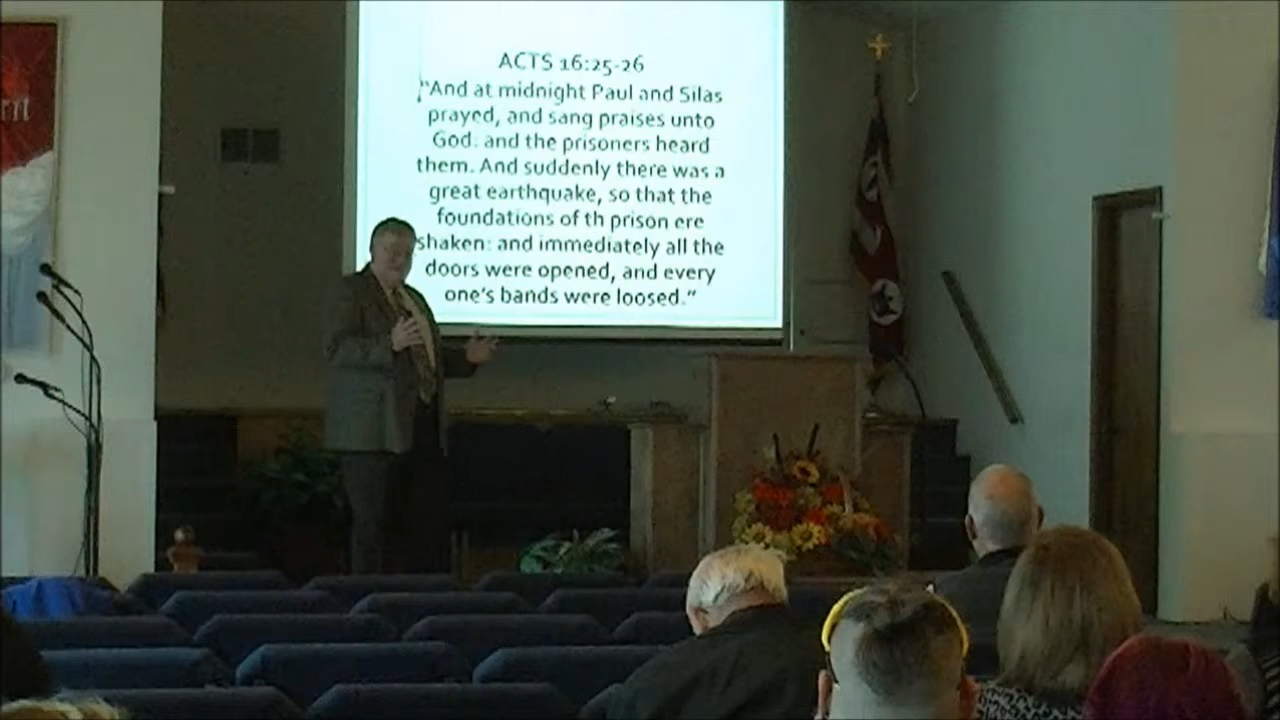 ACTS 16:25-26
"And at midnight Paul and Silas
prayed, and sang praises unto
God: and the prisoners heard
them. And suddenly there was a
great earthquake, so that the
foundations of th prison ere
shaken: and immediately all the
doors were opened, and every
one's bands were loosed."